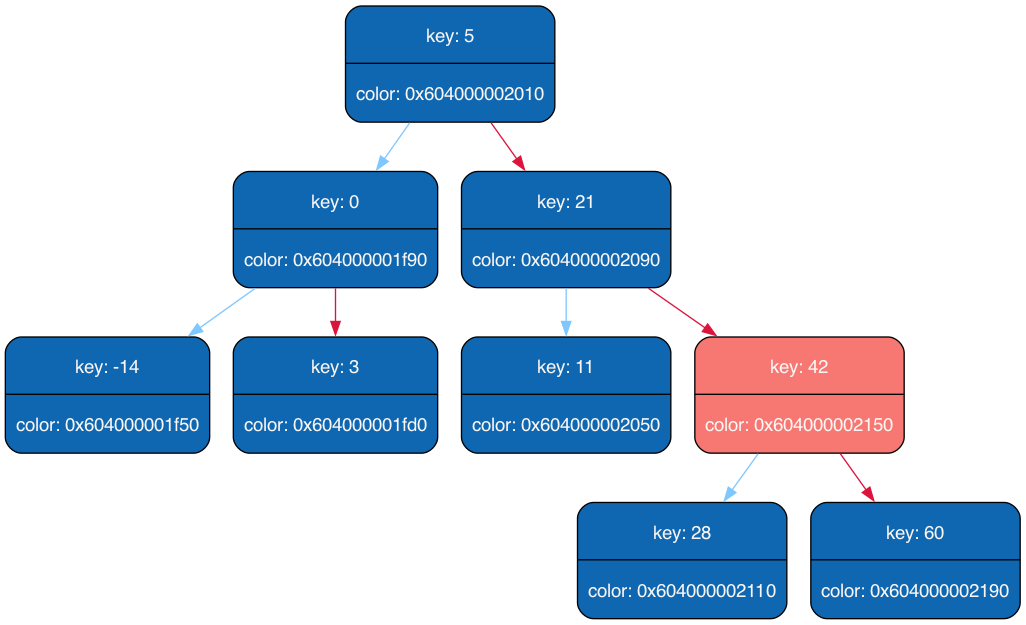 key: 5
color: 0x604000002010
key: 0
color: 0x604000001f90
key: 21
color: 0x604000002090
key: -14
color: 0x604000001f50
key: 3
color: 0x604000001fd0
key: 11
color: 0x604000002050
key: 42
color: 0x604000002150
key: 28
color: 0x604000002110
key: 60
color: 0x604000002190